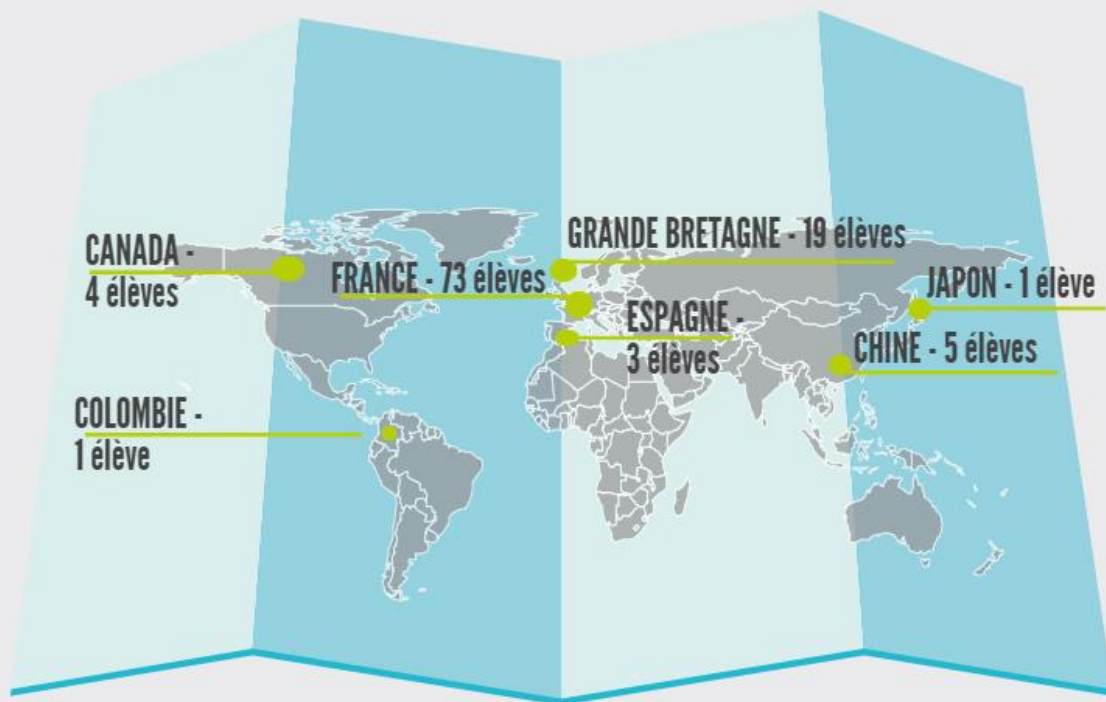 GRANDE BRETAGNE - 19 élèves
CANADA -
4 élèves
FRANCE - 73 élèves
JAPON - 1 élève
ESPAGNE -
3 élèves
CHINE - 5 élèves
COLOMBIE -
1 élève